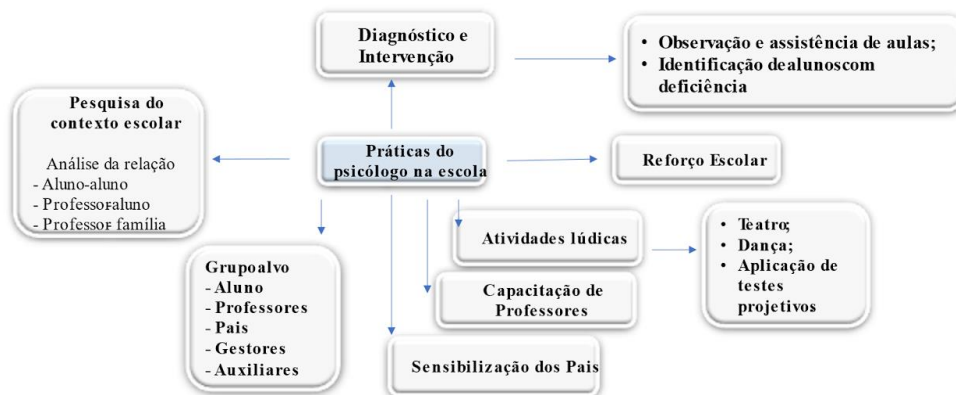 Diagnóstico e
Intervenção
• Observação e assistência de aulas;
• Identificação dealunoscom
deficiência
Pesquisa do
contexto escolar
Análise da relação
- Aluno-aluno
- Professor-aluno
- Professor- família
Práticas do
psicólogo na escola
Reforço Escolar
Grupoalvo
- Aluno
- Professores
- Pais
- Gestores
- Auxiliares
Atividades lúdicas
• Teatro;
• Dança;
• Aplicação de
testes
projetivos
Capacitação de
Professores
Sensibilização dos Pais